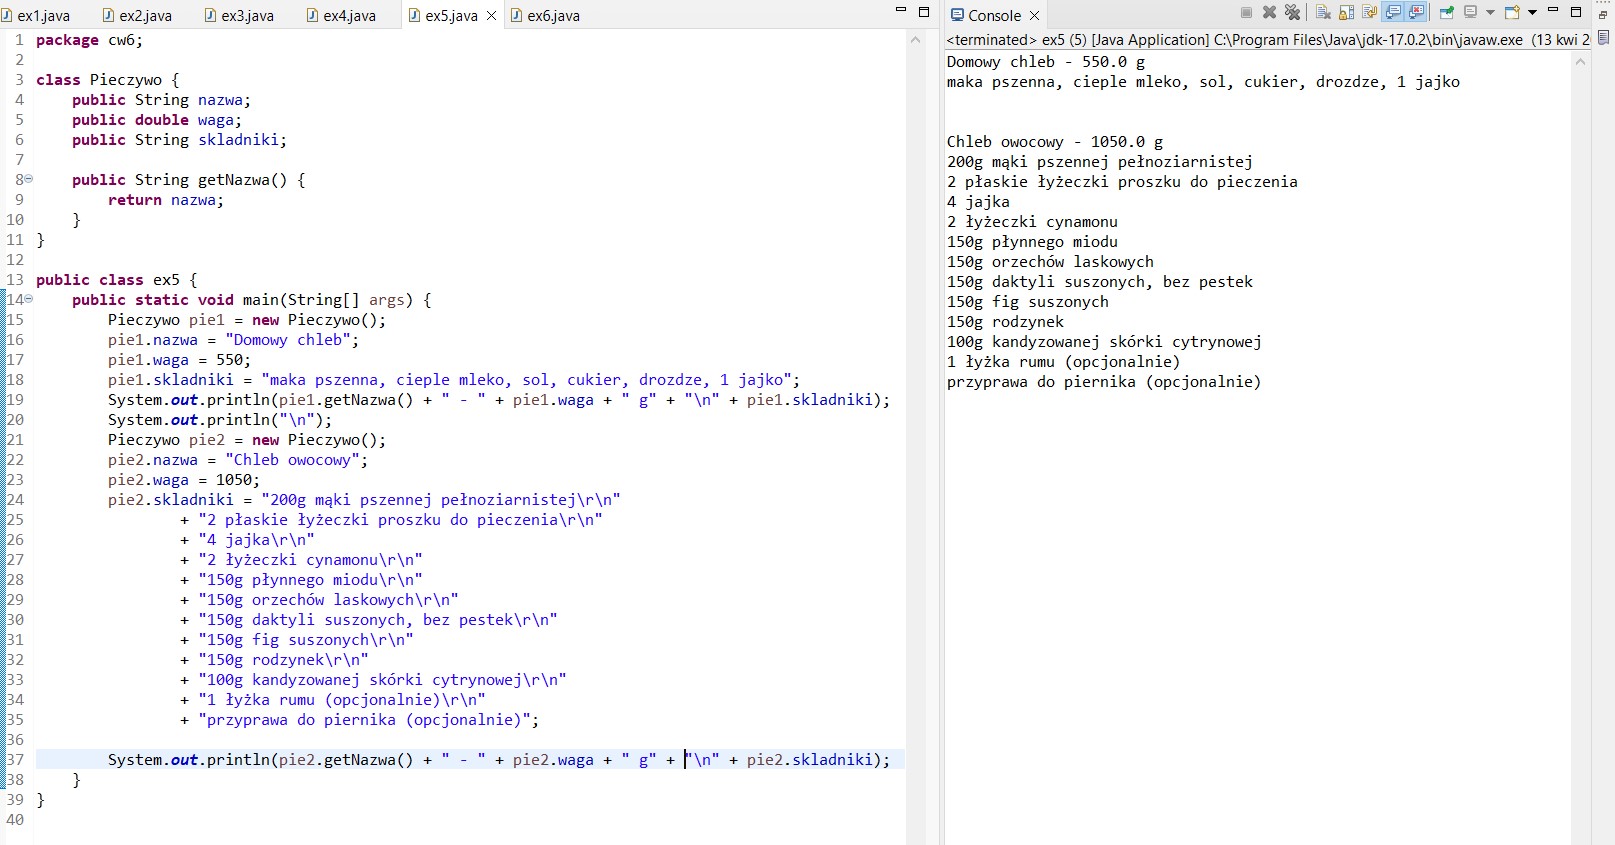 ex1.java ex2.java ex3.java ex4.java ex5.java ex6.java
1 package cw6;
2
3 class Pieczywo {
4 public String nazwa;
5 public double waga;
6 public String skladniki;
7
8 public String getNazwa() {
9 return nazwa;
10 }
11 }
12
13 public class ex5 {
14 public static void main(String[] args) {
15 Pieczywo pie1 = new Pieczywo();
16 pie1.nazwa = "Domowy chleb";
17 pie1.waga = 550;
18 pie1.skladniki = "maka pszenna, cieple mleko, sol, cukier, drozdze, 1 jajko";
19 System.out.println(pie1.getNazwa() + " - " + pie1.waga + " g" + "\n" + pie1.skladniki);
20 System.out.println("\n");
21 Pieczywo pie2 = new Pieczywo();
22 pie2.nazwa = "Chleb owocowy";
23 pie2.waga = 1050;
24 pie2.skladniki = "200g mąki pszennej pełnoziarnistej\r\n"
25 + "2 płaskie łyżeczki proszku do pieczenia\r\n"
26 + "4 jajka\r\n"
27 + "2 łyżeczki cynamonu\r\n"
28 + "150g płynnego miodu\r\n"
29 + "150g orzechów laskowych\r\n"
30 + "150g daktyli suszonych, bez pestek\r\n"
31 + "150g fig suszonych\r\n"
32 + "150g rodzynek\r\n"
33 + "100g kandyzowanej skórki cytrynowej\r\n"
34 + "1 łyżka rumu (opcjonalnie)\r\n"
35 + "przyprawa do piernika (opcjonalnie)";
36
37 System.out.println(pie2.getNazwa() + " - " + pie2.waga + " g" + "\n" + pie2.skladniki);
38 }
39 }
40
Console
<terminated> ex5 (5) [Java Application] C:\Program Files\Java\jdk-17.0.2\bin\javaw.exe (13 kwi 2
Domowy chleb - 550.0 g
maka pszenna, cieple mleko, sol, cukier, drozdze, 1 jajko
Chleb owocowy - 1050.0 g
200g mąki pszennej pełnoziarnistej
2 płaskie łyżeczki proszku do pieczenia
4 jajka
2 łyżeczki cynamonu
150g płynnego miodu
150g orzechów laskowych
150g daktyli suszonych, bez pestek
150g fig suszonych
150g rodzynek
100g kandyzowanej skórki cytrynowej
1 łyżka rumu (opcjonalnie)
przyprawa do piernika (opcjonalnie)